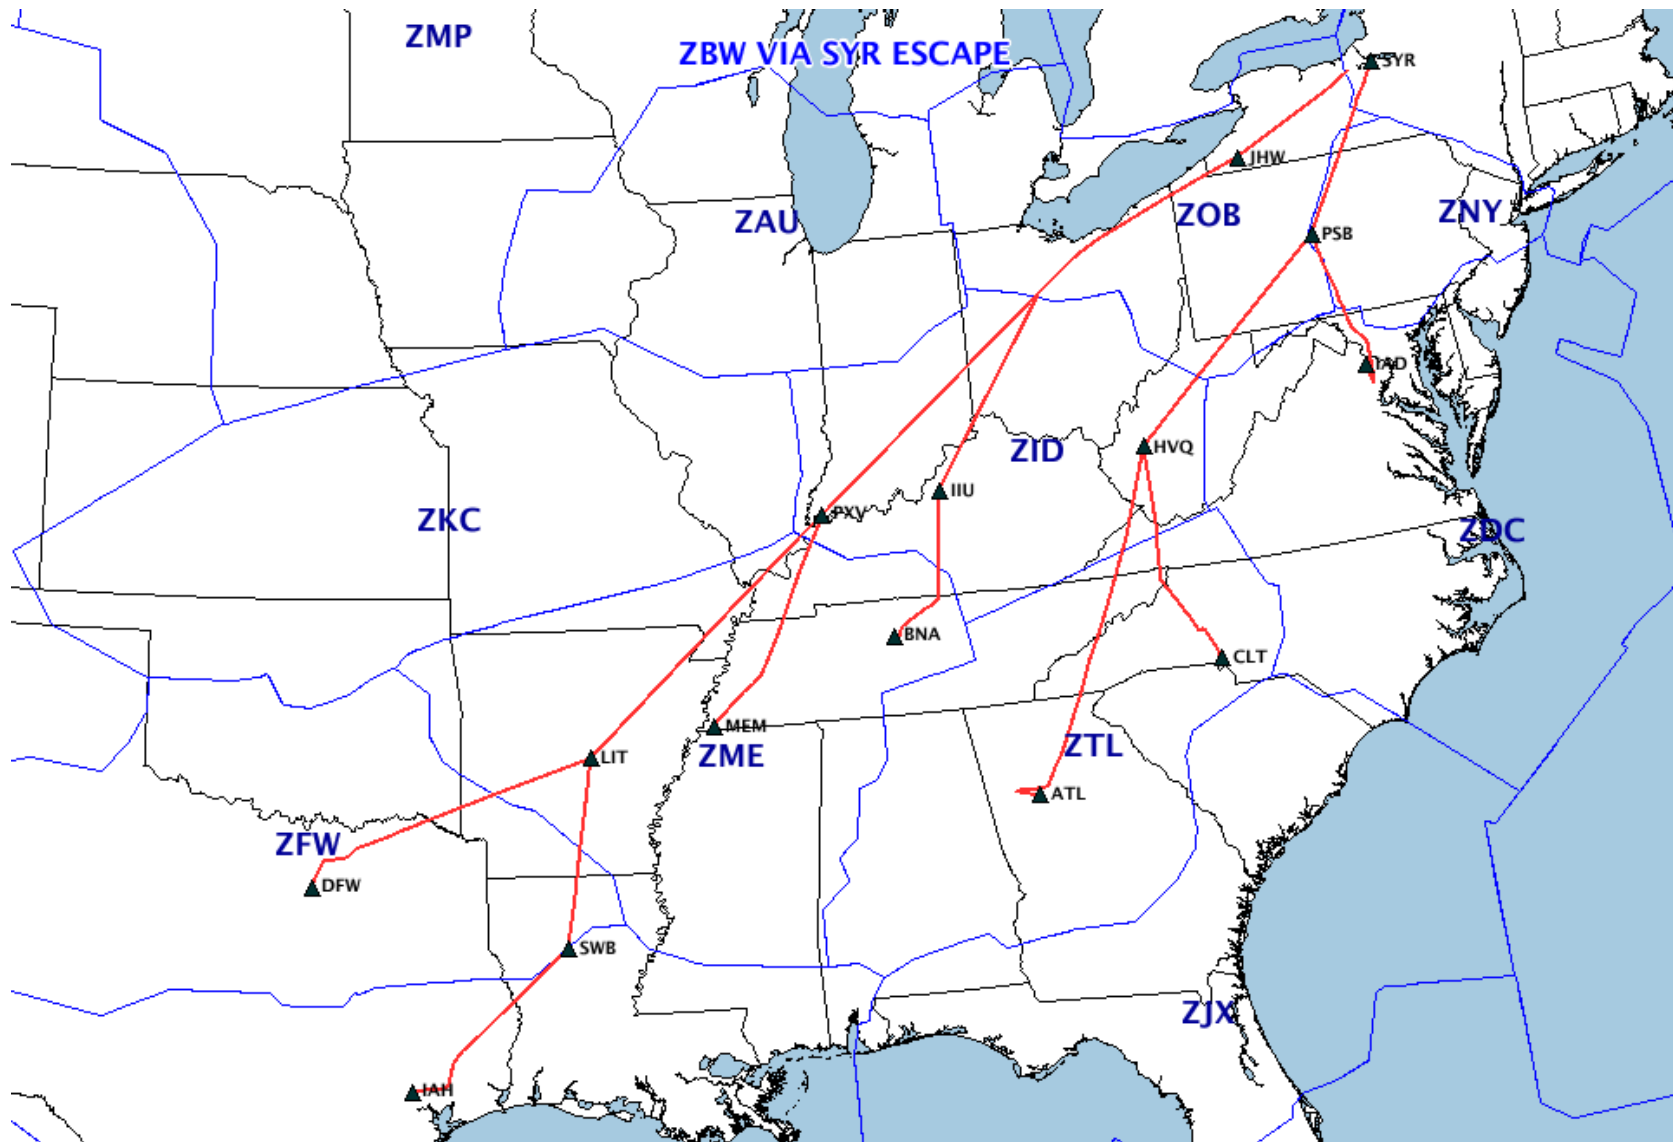 ZMP
ZBW VIA SYR ESCAPE
SYR
JHW
ZAU
ZOB
ZNY
PSB
IAD
HVQ
ZID
IIU
PXV
ZKC
ZDC
BNA
CLT
MEM
ZME
LIT
ZTL
ATL
ZFW
DFW
SWB
ZJX
IAH